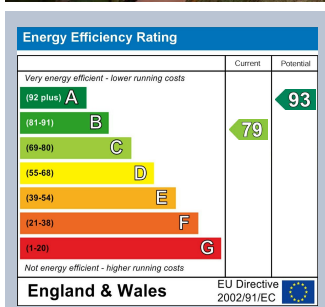 Energy Efficiency Rating
Current Potential
Very energy efficient - lower running costs
(92 plus) A
93
(81-91) B
79
(69-80) C
(55-68) D
(39-54) E
(21-38) F
(1-20) G
Not energy efficient - higher running costs
England & Wales
EU Directive
2002/91/EC